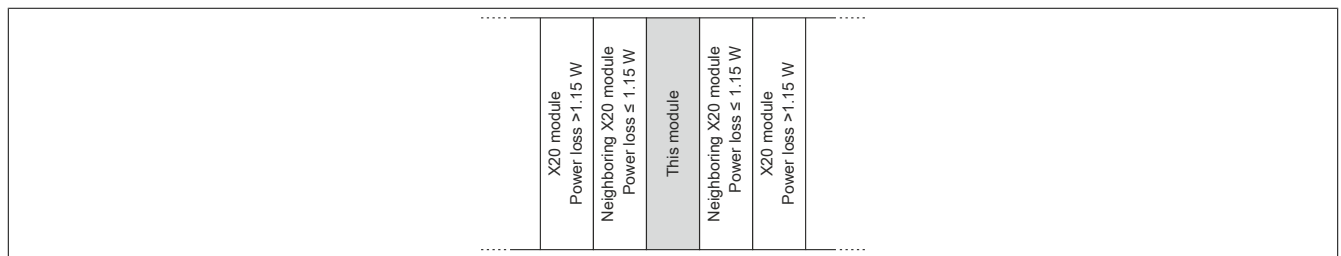 X20 module
Power loss >1.15 W
Neighboring X20 module
Power loss ≤ 1.15 W
This module
Neighboring X20 module
Power loss ≤ 1.15 W
X20 module
Power loss >1.15 W